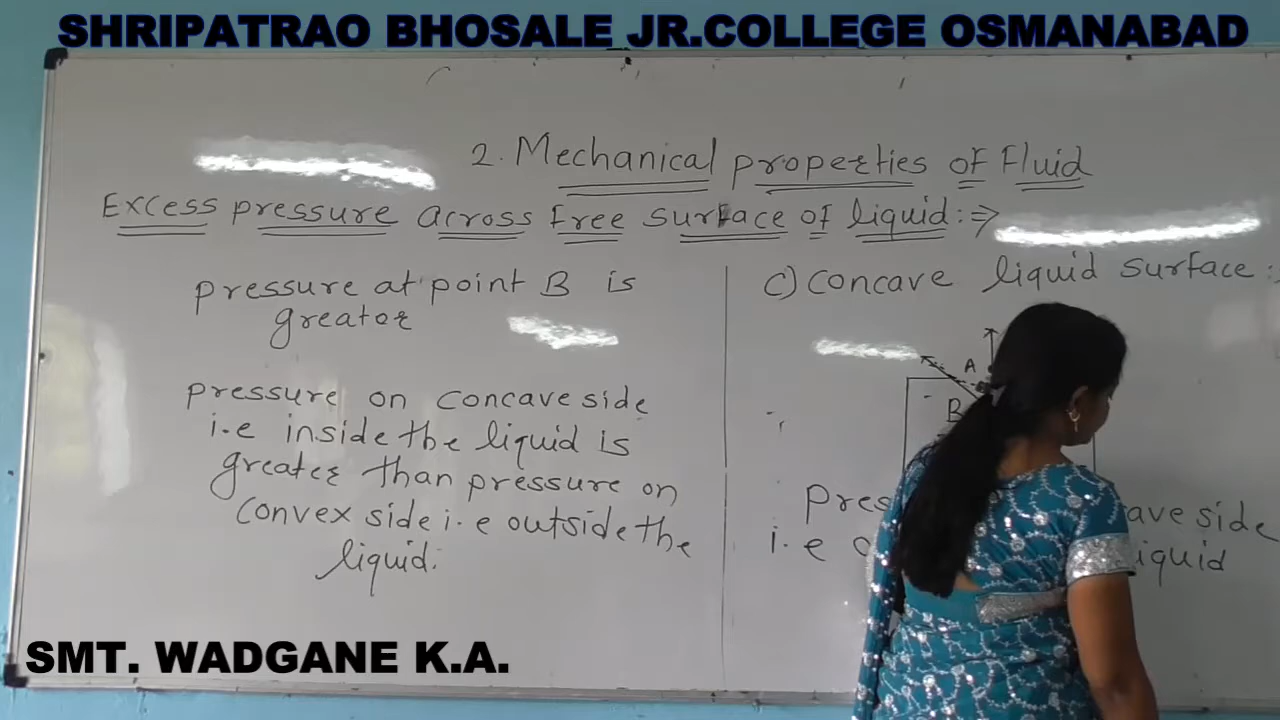 SHRIPATRAO BHOSALE JR.COLLEGE OSMANABAD
2. Mechanical properties of Fluid
Excess pressure across free surface of liquid :⇒
pressure at point B is
greator
pressure on concave side
i.e inside the liquid is
greater than pressure on
convex side i.e outside the
liquid.
c) concave liquid surface :
A
B
ave side
i.e
iquid
SMT. WADGANE K.A.